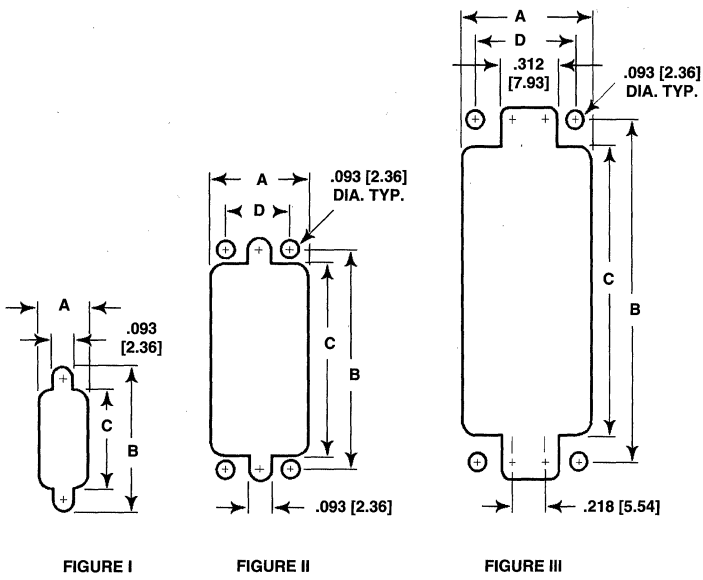 A
.093
[2.36]
C
B
FIGURE I
A
.093 [2.36]
DIA. TYP.
D
C
B
.093 [2.36]
FIGURE II
A
D
.312
[7.93]
.093 [2.36]
DIA. TYP.
C
B
.218 [5.54]
FIGURE III